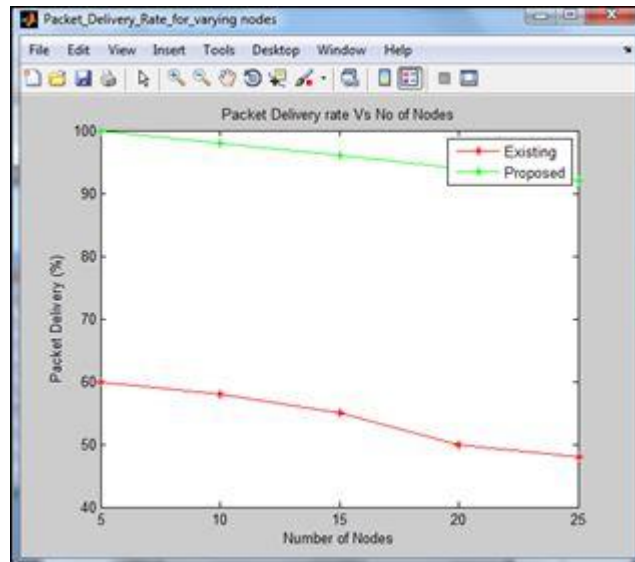 Packet_Delivery_Rate_for_varying nodes
File Edit View Insert Tools Desktop Window Help
Packet Delivery rate Vs No of Nodes
Existing
Proposed
Packet Delivery (%)
100
90
80
70
60
50
40
5 10 15 20 25
Number of Nodes